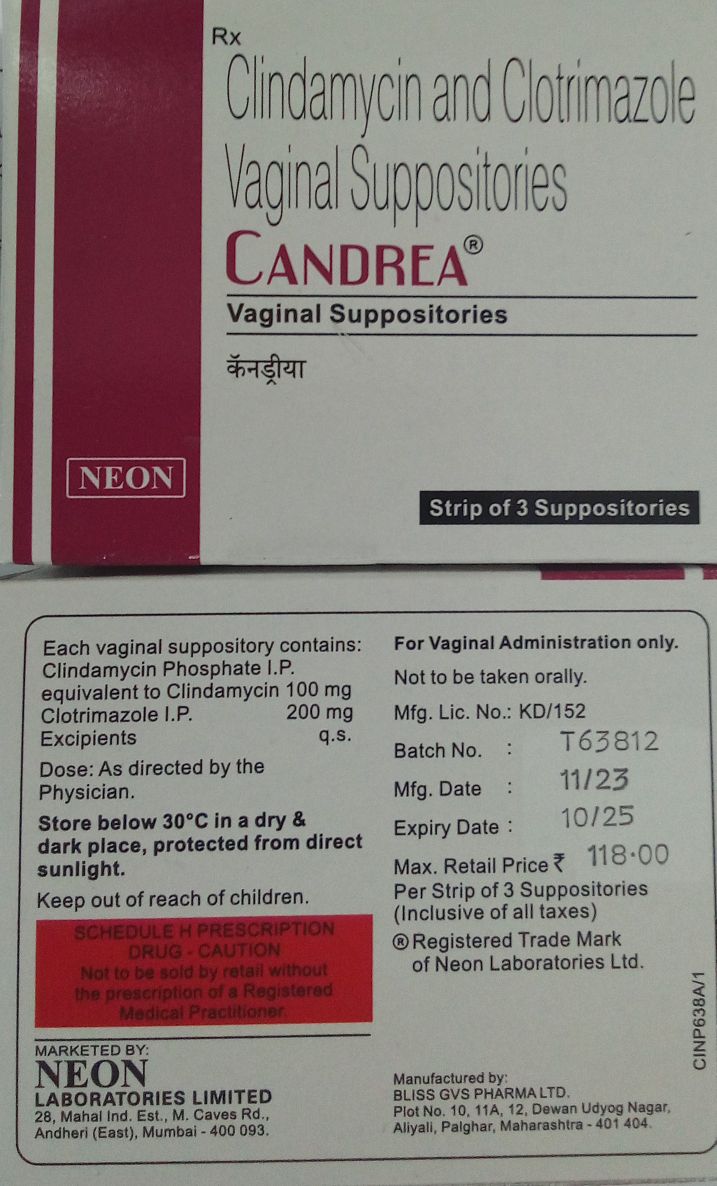 Rx
Clindamycin and Clotrimazole
Vaginal Suppositories
CANDREA®
Vaginal Suppositories
कॅनड्रीया
NEON
Strip of 3 Suppositories
Each vaginal suppository contains:
Clindamycin Phosphate I.P.
equivalent to Clindamycin 100 mg
Clotrimazole I.P. 200 mg
Excipients q.s.
Dose: As directed by the
Physician.
Store below 30°C in a dry &
dark place, protected from direct
sunlight.
Keep out of reach of children.
SCHEDULE H PRESCRIPTION
DRUG - CAUTION
Not to be sold by retail without
the prescription of a Registered
Medical Practitioner.
MARKETED BY:
NEON
LABORATORIES LIMITED
28, Mahal Ind. Est., M. Caves Rd.,
Andheri (East), Mumbai - 400 093.
For Vaginal Administration only.
Not to be taken orally.
Mfg. Lic. No.: KD/152
Batch No. : T63812
Mfg. Date : 11/23
Expiry Date : 10/25
Max. Retail Price ₹ 118.00
Per Strip of 3 Suppositories
(Inclusive of all taxes)
® Registered Trade Mark
of Neon Laboratories Ltd.
Manufactured by:
BLISS GVS PHARMA LTD.
Plot No. 10, 11A, 12, Dewan Udyog Nagar,
Aliyali, Palghar, Maharashtra - 401 404.
CINP638A/1